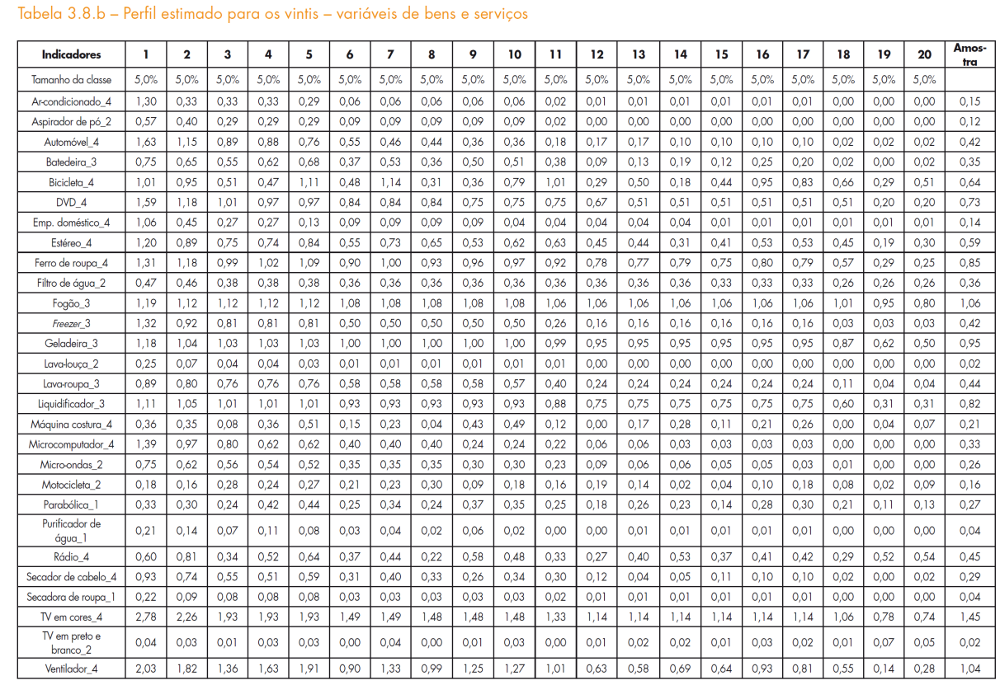 Tabela 3.8.b – Perfil estimado para os vintis – variáveis de bens e serviços
Indicadores 1 2 3 4 5 6 7 8 9 10 11 12 13 14 15 16 17 18 19 20 Amos-
tra
Tamanho da classe 5,0% 5,0% 5,0% 5,0% 5,0% 5,0% 5,0% 5,0% 5,0% 5,0% 5,0% 5,0% 5,0% 5,0% 5,0% 5,0% 5,0% 5,0% 5,0% 5,0%
Ar-condicionado_4 1,30 0,33 0,33 0,33 0,29 0,06 0,06 0,06 0,06 0,06 0,02 0,01 0,01 0,01 0,01 0,01 0,01 0,00 0,00 0,00 0,15
Aspirador de pó_2 0,57 0,40 0,29 0,29 0,29 0,09 0,09 0,09 0,09 0,09 0,02 0,00 0,00 0,00 0,00 0,00 0,00 0,00 0,00 0,00 0,12
Automóvel_4 1,63 1,15 0,89 0,88 0,76 0,55 0,46 0,44 0,36 0,36 0,18 0,17 0,17 0,10 0,10 0,10 0,10 0,02 0,02 0,02 0,42
Batedeira_3 0,75 0,65 0,55 0,62 0,68 0,37 0,53 0,36 0,50 0,51 0,38 0,09 0,13 0,19 0,12 0,25 0,20 0,02 0,00 0,02 0,35
Bicicleta_4 1,01 0,95 0,51 0,47 1,11 0,48 1,14 0,31 0,36 0,79 1,01 0,29 0,50 0,18 0,44 0,95 0,83 0,66 0,29 0,51 0,64
DVD_4 1,59 1,18 1,01 0,97 0,97 0,84 0,84 0,84 0,75 0,75 0,75 0,67 0,51 0,51 0,51 0,51 0,51 0,51 0,20 0,20 0,73
Emp. doméstico_4 1,06 0,45 0,27 0,27 0,13 0,09 0,09 0,09 0,09 0,04 0,04 0,04 0,04 0,04 0,01 0,01 0,01 0,01 0,01 0,01 0,14
Estéreo_4 1,20 0,89 0,75 0,74 0,84 0,55 0,73 0,65 0,53 0,62 0,63 0,45 0,44 0,31 0,41 0,53 0,53 0,45 0,19 0,30 0,59
Ferro de roupa_4 1,31 1,18 0,99 1,02 1,09 0,90 1,00 0,93 0,96 0,97 0,92 0,78 0,77 0,79 0,75 0,80 0,79 0,57 0,29 0,25 0,85
Filtro de água_2 0,47 0,46 0,38 0,38 0,38 0,36 0,36 0,36 0,36 0,36 0,36 0,36 0,36 0,36 0,33 0,33 0,33 0,26 0,26 0,26 0,36
Fogão_3 1,19 1,12 1,12 1,12 1,12 1,08 1,08 1,08 1,08 1,08 1,06 1,06 1,06 1,06 1,06 1,06 1,06 1,01 0,95 0,80 1,06
Freezer_3 1,32 0,92 0,81 0,81 0,81 0,50 0,50 0,50 0,50 0,50 0,26 0,16 0,16 0,16 0,16 0,16 0,16 0,03 0,03 0,03 0,42
Geladeira_3 1,18 1,04 1,03 1,03 1,03 1,00 1,00 1,00 1,00 1,00 0,99 0,95 0,95 0,95 0,95 0,95 0,95 0,87 0,62 0,50 0,95
Lava-louça_2 0,25 0,07 0,04 0,04 0,03 0,01 0,01 0,01 0,01 0,01 0,01 0,00 0,00 0,00 0,00 0,00 0,00 0,00 0,00 0,00 0,02
Lava-roupa_3 0,89 0,80 0,76 0,76 0,76 0,58 0,58 0,58 0,58 0,57 0,40 0,24 0,24 0,24 0,24 0,24 0,24 0,11 0,04 0,04 0,44
Liquidificador_3 1,11 1,05 1,01 1,01 1,01 0,93 0,93 0,93 0,93 0,93 0,88 0,75 0,75 0,75 0,75 0,75 0,75 0,60 0,31 0,31 0,82
Máquina costura_4 0,36 0,35 0,08 0,36 0,51 0,15 0,23 0,04 0,43 0,49 0,12 0,00 0,17 0,28 0,11 0,21 0,26 0,00 0,04 0,07 0,21
Microcomputador_4 1,39 0,97 0,80 0,62 0,62 0,40 0,40 0,40 0,24 0,24 0,22 0,06 0,06 0,03 0,03 0,03 0,03 0,00 0,00 0,00 0,33
Micro-ondas_2 0,75 0,62 0,56 0,54 0,52 0,35 0,35 0,35 0,30 0,30 0,23 0,09 0,06 0,06 0,05 0,05 0,03 0,01 0,00 0,00 0,26
Motocicleta_2 0,18 0,16 0,28 0,24 0,27 0,21 0,23 0,30 0,09 0,18 0,16 0,19 0,14 0,02 0,04 0,10 0,18 0,08 0,02 0,09 0,16
Parabólica_1 0,33 0,30 0,24 0,42 0,44 0,25 0,34 0,24 0,37 0,35 0,25 0,18 0,26 0,23 0,14 0,28 0,30 0,21 0,11 0,13 0,27
Purificador de
água_1 0,21 0,14 0,07 0,11 0,08 0,03 0,04 0,02 0,06 0,02 0,00 0,00 0,01 0,01 0,01 0,01 0,01 0,00 0,00 0,00 0,04
Rádio_4 0,60 0,81 0,34 0,52 0,64 0,37 0,44 0,22 0,58 0,48 0,33 0,27 0,40 0,53 0,37 0,41 0,42 0,29 0,52 0,54 0,45
Secador de cabelo_4 0,93 0,74 0,55 0,51 0,59 0,31 0,40 0,33 0,26 0,34 0,30 0,12 0,04 0,05 0,11 0,10 0,10 0,02 0,00 0,02 0,29
Secadora de roupa_1 0,22 0,09 0,08 0,08 0,08 0,03 0,03 0,03 0,03 0,03 0,02 0,01 0,01 0,01 0,01 0,01 0,01 0,00 0,00 0,00 0,04
TV em cores_4 2,78 2,26 1,93 1,93 1,93 1,49 1,49 1,48 1,48 1,48 1,33 1,14 1,14 1,14 1,14 1,14 1,14 1,06 0,78 0,74 1,45
TV em preto e
branco_2 0,04 0,03 0,01 0,03 0,03 0,00 0,04 0,00 0,01 0,03 0,00 0,01 0,02 0,02 0,01 0,03 0,02 0,01 0,07 0,05 0,02
Ventilador_4 2,03 1,82 1,36 1,63 1,91 0,90 1,33 0,99 1,25 1,27 1,01 0,63 0,58 0,69 0,64 0,93 0,81 0,55 0,14 0,28 1,04